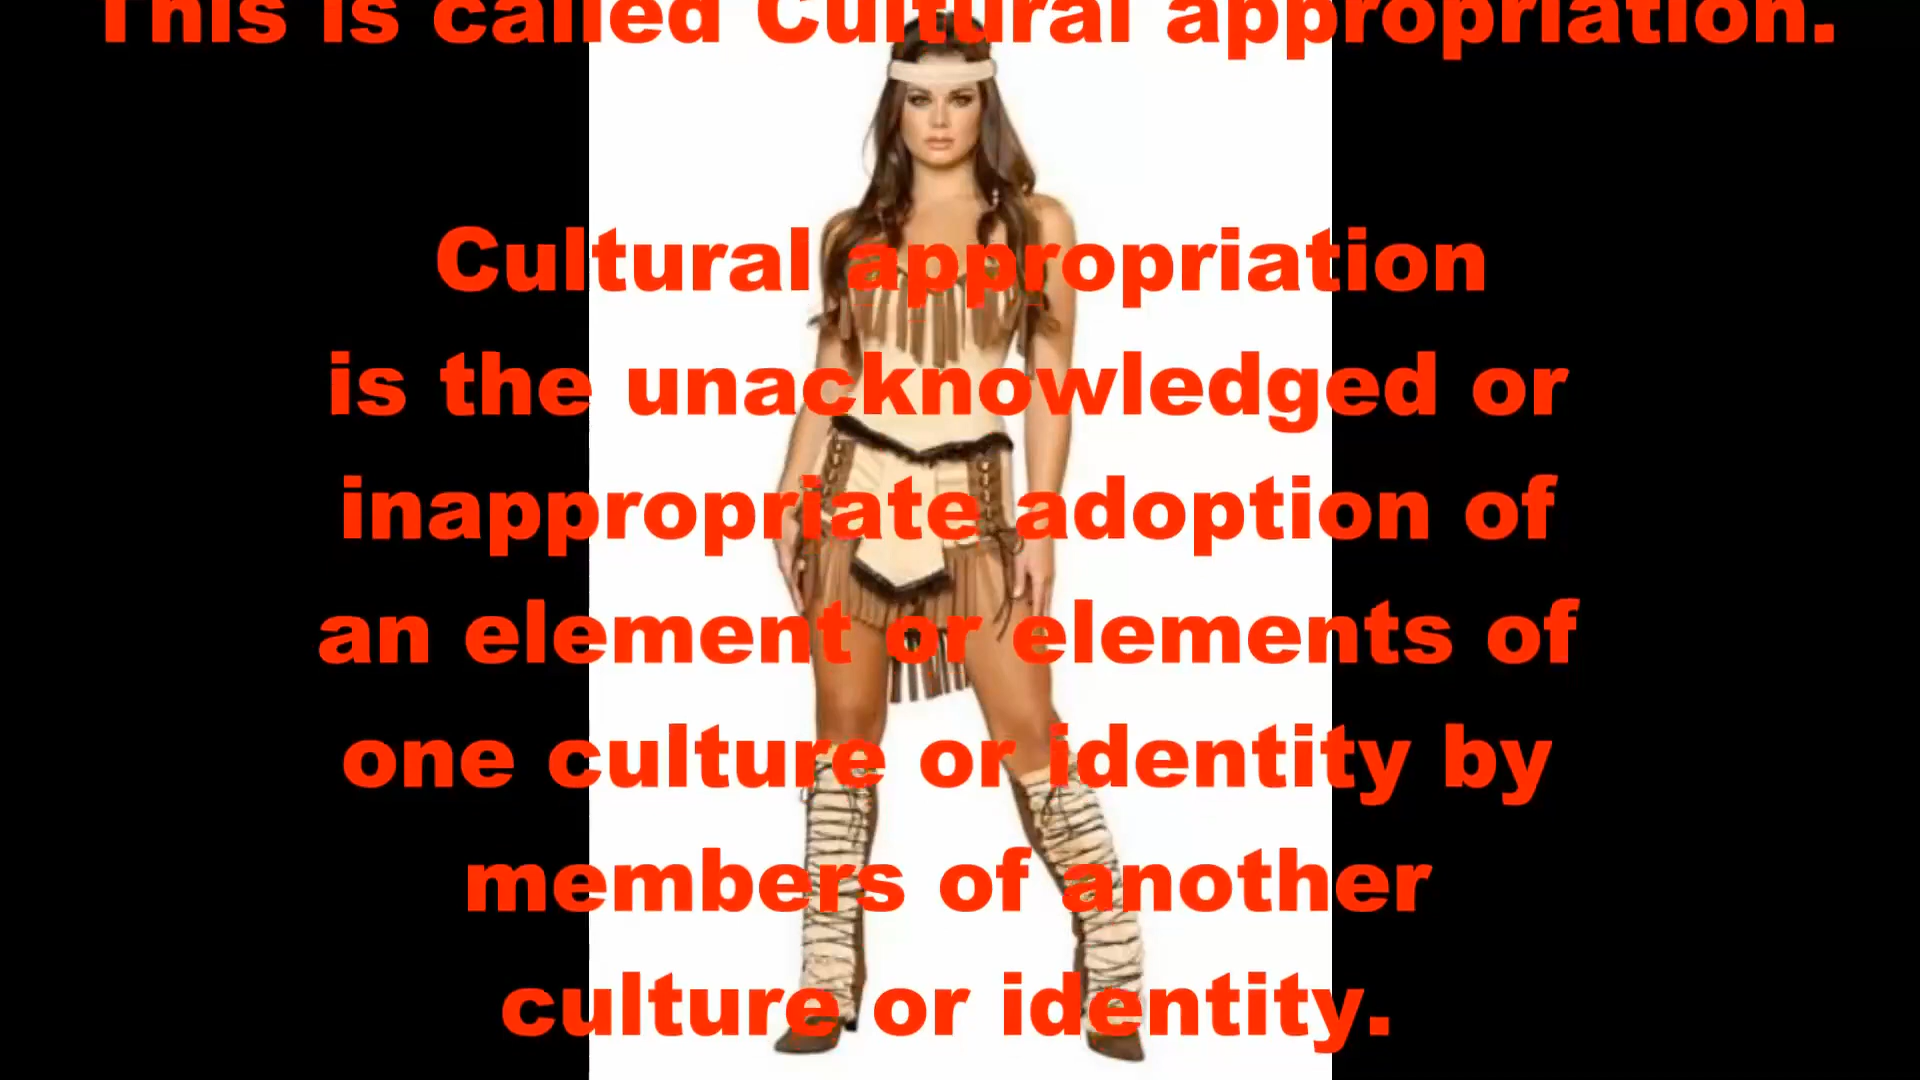 This is called Cultural appropriation.
Cultural appropriation
is the unacknowledged or
inappropriate adoption of
an element or elements of
one culture or identity by
members of another
culture or identity.